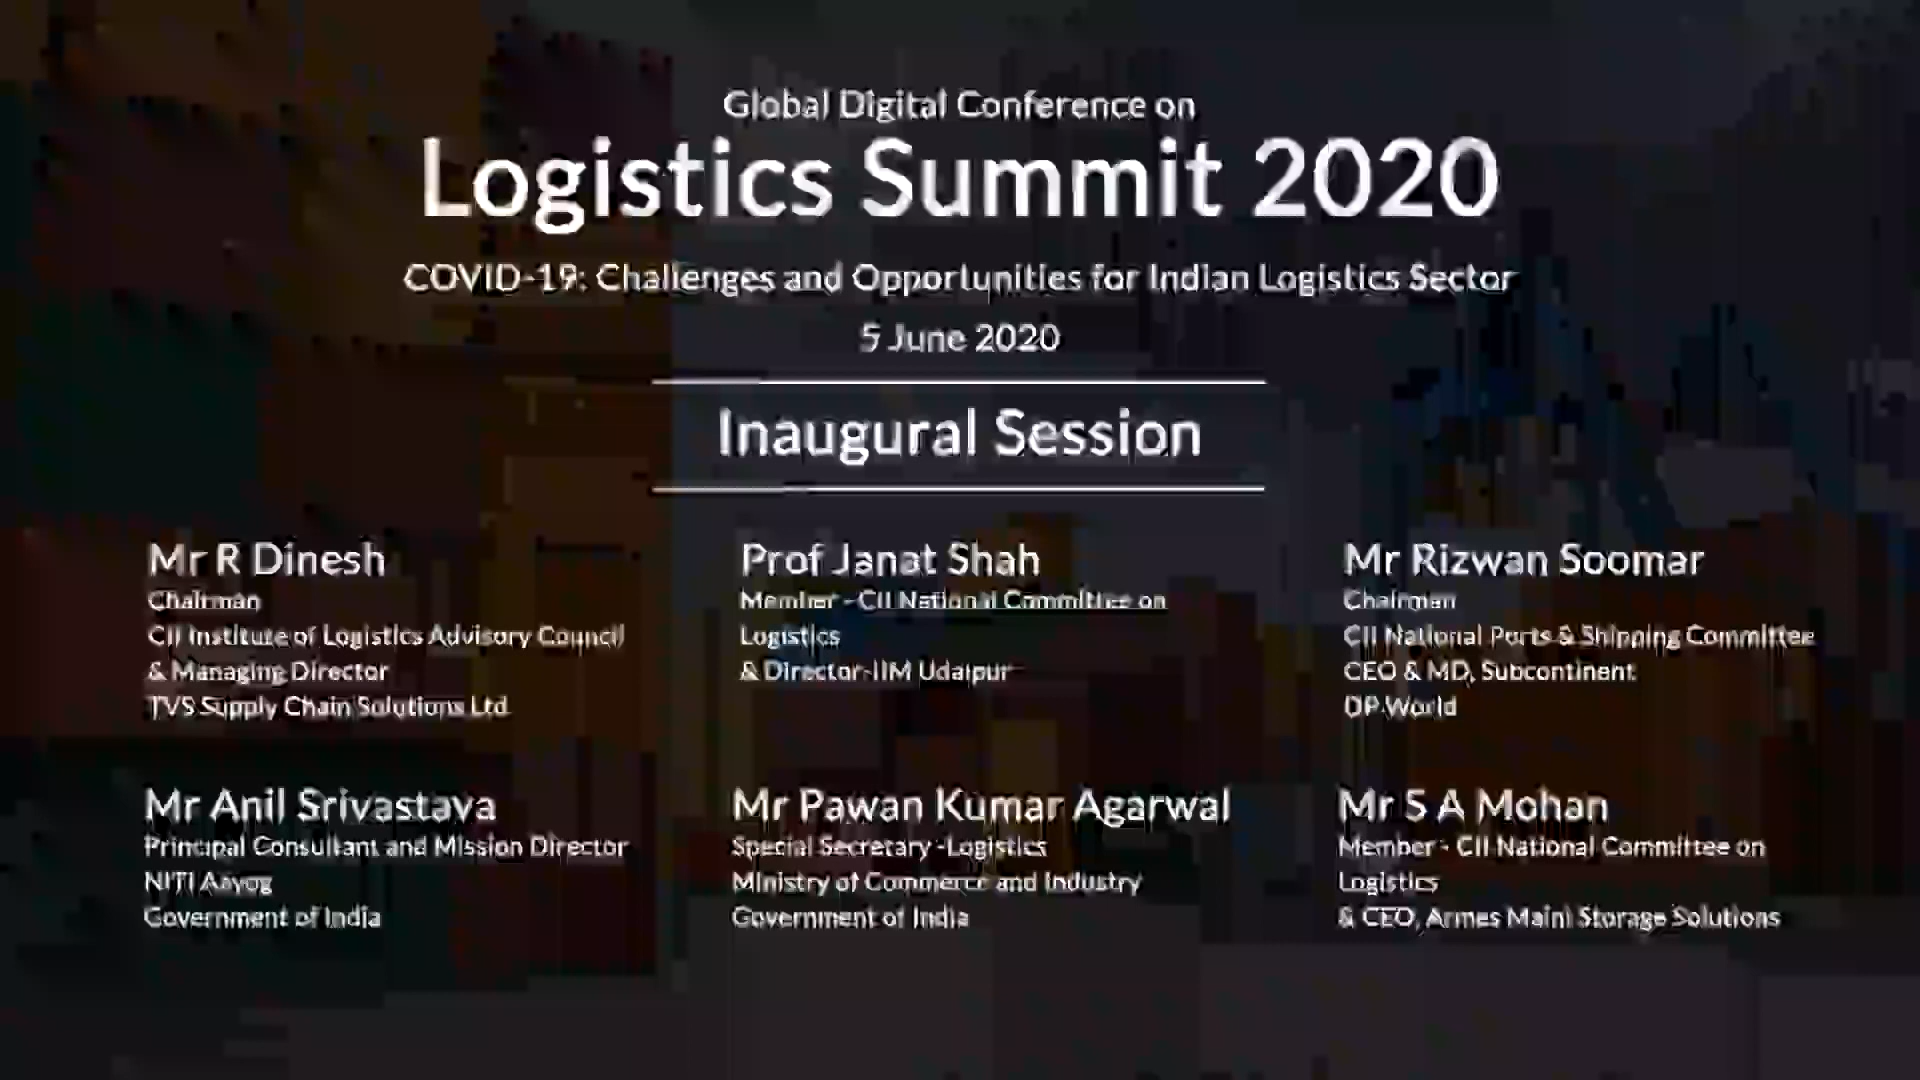 Global Digital Conference on
Logistics Summit 2020
COVID-19: Challenges and Opportunities for Indian Logistics Sector
5 June 2020
Inaugural Session
Mr R Dinesh
Chairman
CII Institute of Logistics Advisory Council
& Managing Director
TVS Supply Chain Solutions Ltd
Prof Janat Shah
Member - CII National Committee on
Logistics
& Director-IIM Udaipur
Mr Rizwan Soomar
Chairman
CII National Ports & Shipping Committee
CEO & MD, Subcontinent
DP World
Mr Anil Srivastava
Principal Consultant and Mission Director
NITI Aayog
Government of India
Mr Pawan Kumar Agarwal
Special Secretary -Logistics
Ministry of Commerce and Industry
Government of India
Mr S A Mohan
Member - CII National Committee on
Logistics
& CEO, Armes Maini Storage Solutions